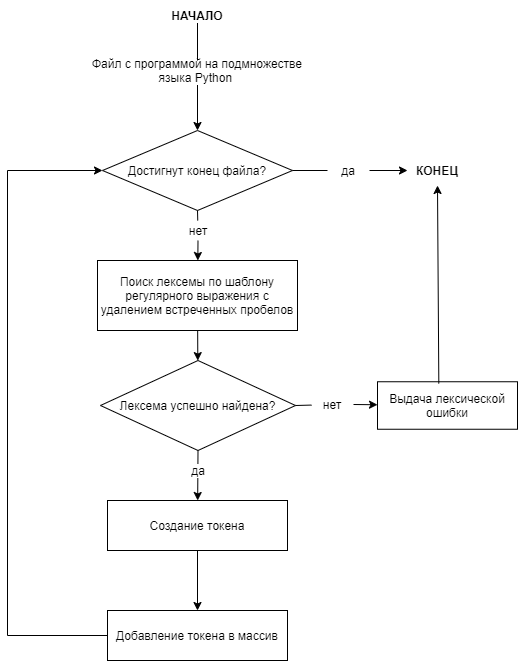 НАЧАЛО
Файл с программой на подмножестве
языка Python
Достигнут конец файла?
да
КОНЕЦ
нет
Поиск лексемы по шаблону
регулярного выражения с
удалением встреченных пробелов
Лексема успешно найдена?
нет
Выдача лексической
ошибки
да
Создание токена
Добавление токена в массив